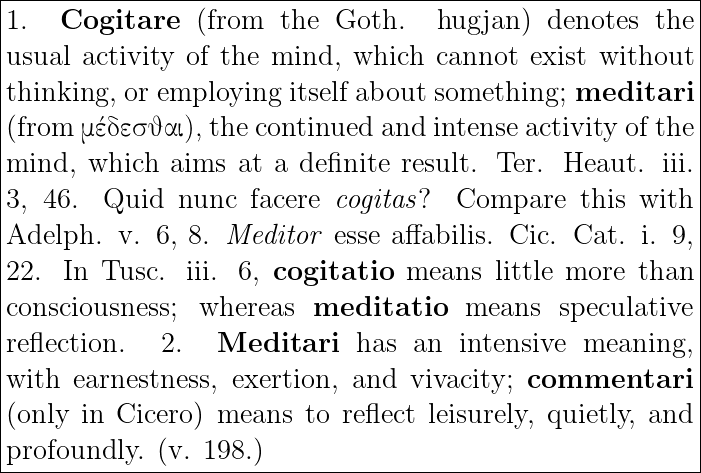 1. Cogitare (from the Goth. hugjan) denotes the
usual activity of the mind, which cannot exist without
thinking, or employing itself about something; meditari
(from μέδεσϑαι), the continued and intense activity of the
mind, which aims at a definite result. Ter. Heaut. iii.
3, 46. Quid nunc facere cogitas? Compare this with
Adelph. v. 6, 8. Meditor esse affabilis. Cic. Cat. i. 9,
22. In Tusc. iii. 6, cogitatio means little more than
consciousness; whereas meditatio means speculative
reflection. 2. Meditari has an intensive meaning,
with earnestness, exertion, and vivacity; commentari
(only in Cicero) means to reflect leisurely, quietly, and
profoundly. (v. 198.)